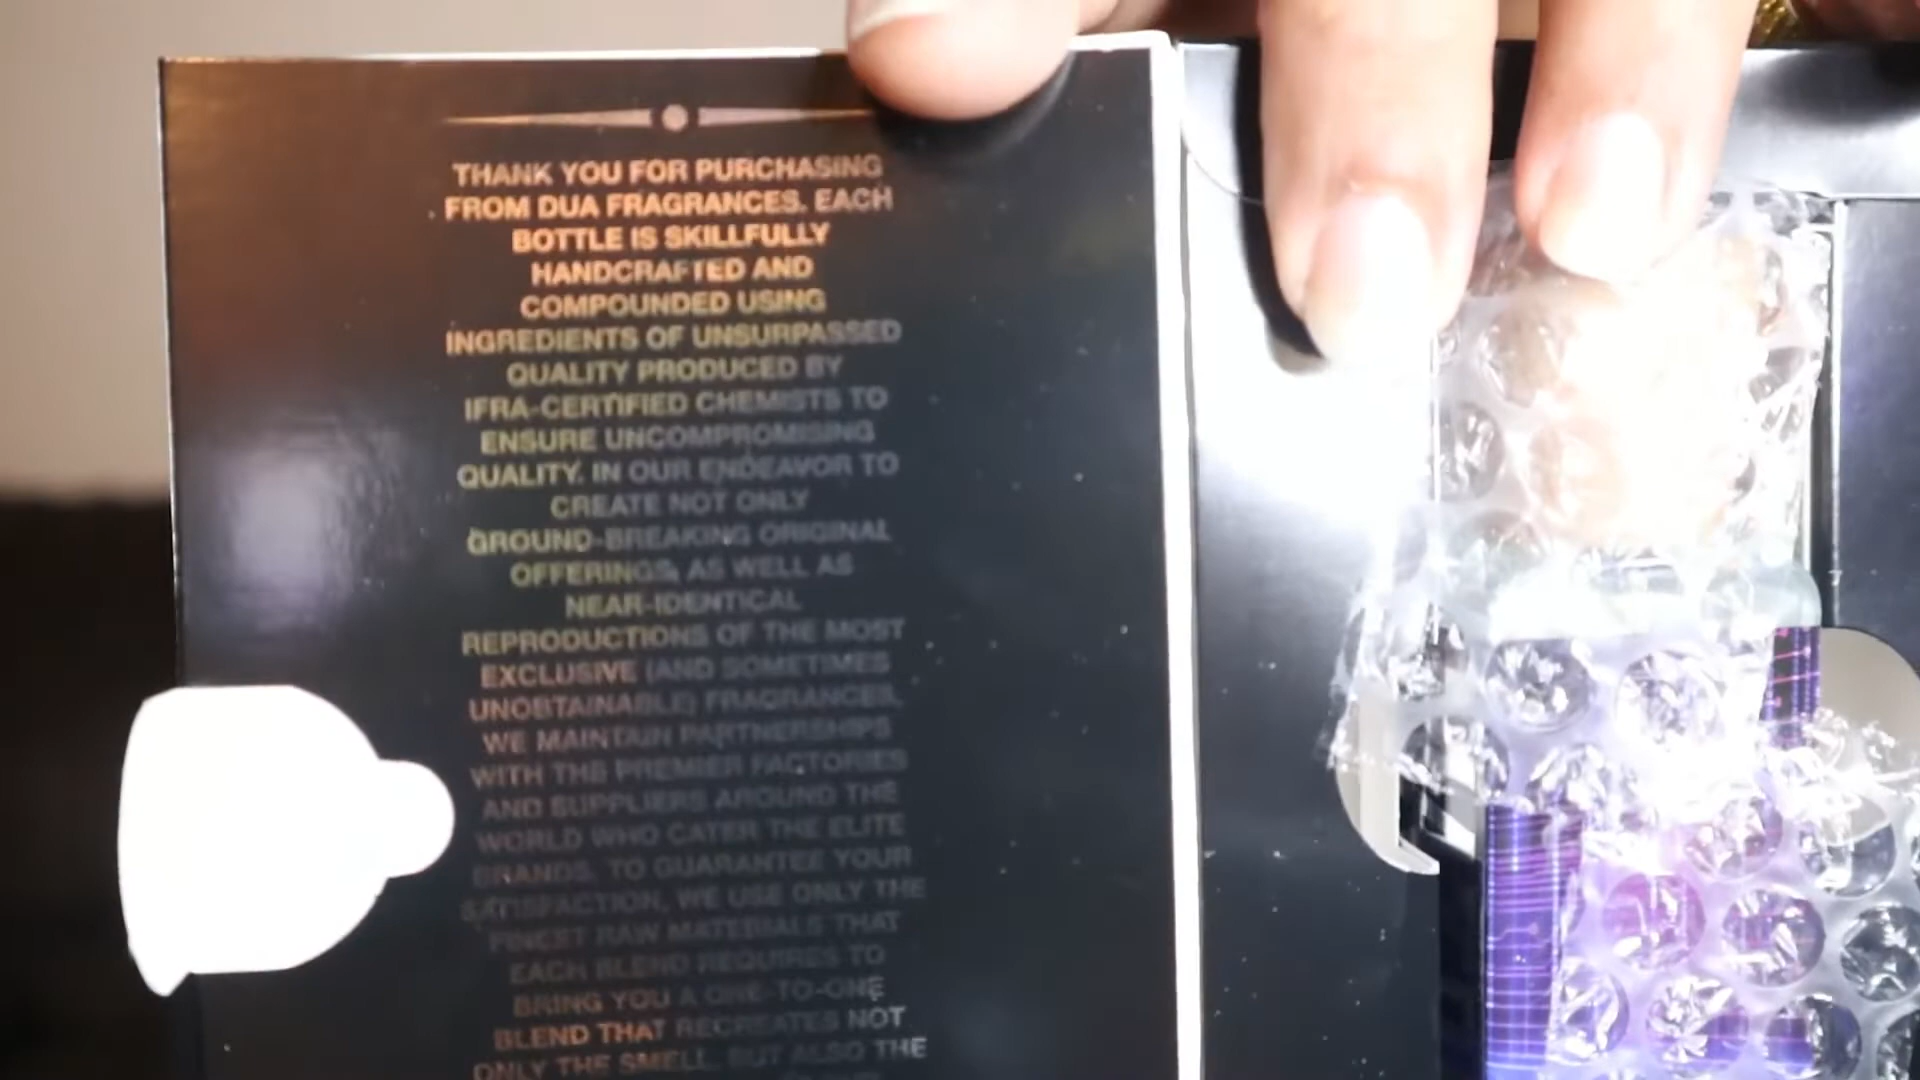 THANK YOU FOR PURCHASING
FROM DUA FRAGRANCES. EACH
BOTTLE IS SKILLFULLY
HANDCRAFTED AND
COMPOUNDED USING
INGREDIENTS OF UNSURPASSED
QUALITY PRODUCED BY
IFRA-CERTIFIED CHEMISTS TO
ENSURE UNCOMPROMISING
QUALITY. IN OUR ENDEAVOR TO
CREATE NOT ONLY
GROUND-BREAKING ORIGINAL
OFFERINGS, AS WELL AS
NEAR-IDENTICAL
REPRODUCTIONS OF THE MOST
EXCLUSIVE (AND SOMETIMES
UNOBTAINABLE) FRAGRANCES,
WE MAINTAIN PARTNERSHIPS
WITH THE PREMIER FACTORIES
AND SUPPLIERS AROUND THE
WORLD WHO CATER THE ELITE
BRANDS. TO GUARANTEE YOUR
SATISFACTION, WE USE ONLY THE
FINEST RAW MATERIALS THAT
EACH BLEND REQUIRES TO
BRING YOU A ONE-TO-ONE
BLEND THAT RECREATES NOT
ONLY THE SMELL, BUT ALSO THE